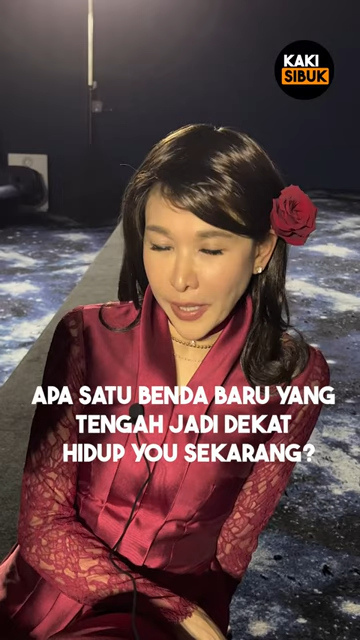 KAKI
SIBUK
APA SATU BENDA BARU YANG
TENGAH JADI DEKAT
HIDUP YOU SEKARANG?